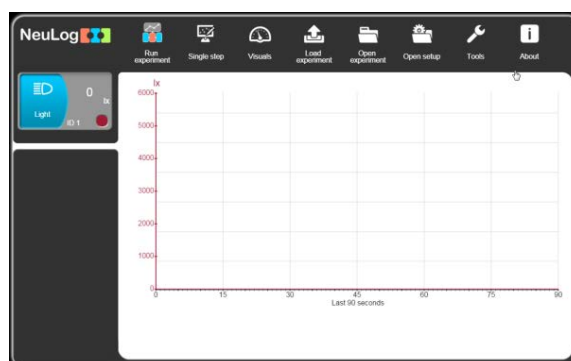 NeuLog
Run
experiment
Single step
Visuals
Load
experiment
Open
experiment
Open setup
Tools
About
0
lx
Light
ID 1
lx
6000
5000
4000
3000
2000
1000
0
0 15 30 45 60 75 90
Last 90 seconds